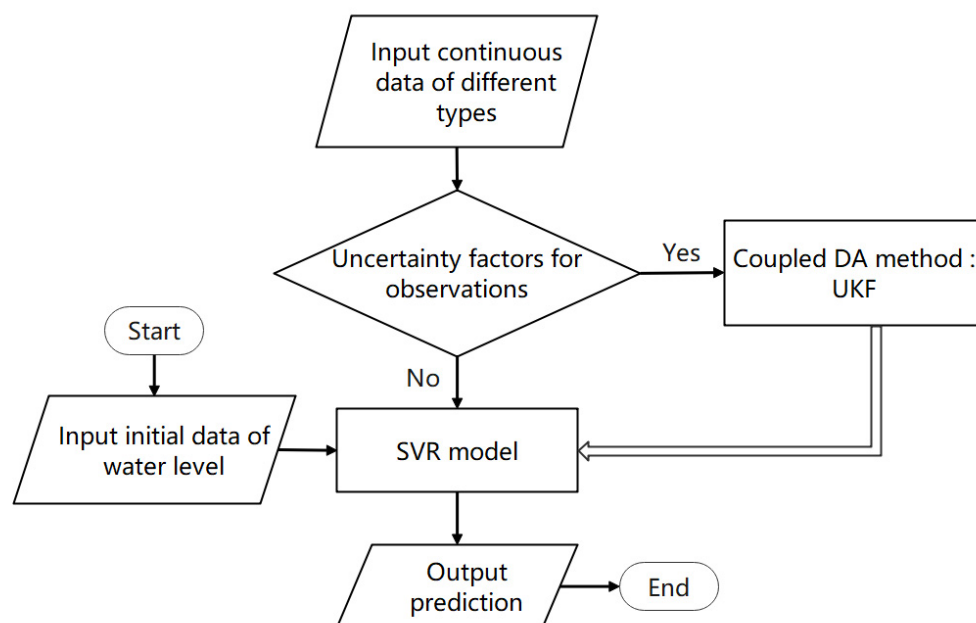 Input continuous
data of different
types
Uncertainty factors for
observations
Yes
Coupled DA method :
UKF
Start
No
Input initial data of
water level
SVR model
Output
prediction
End